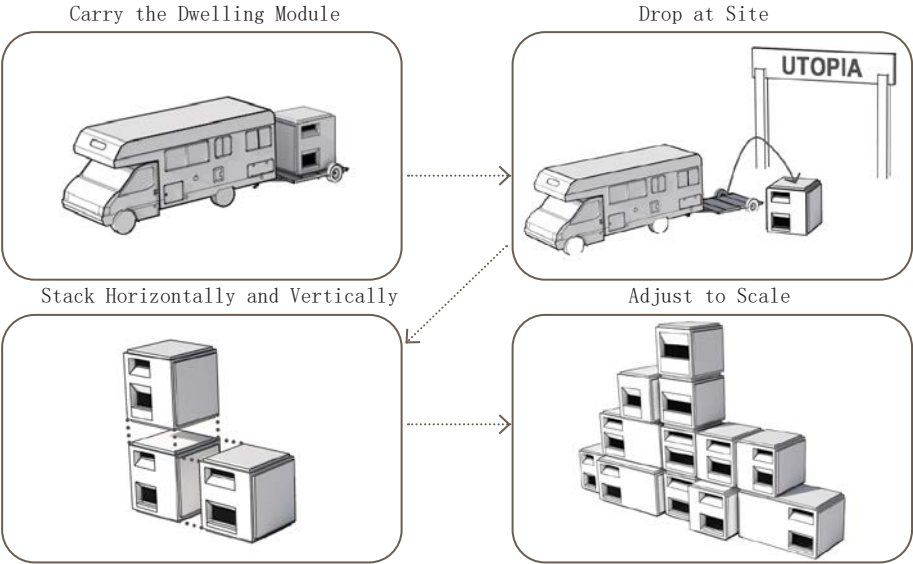 Carry the Dwelling Module
Drop at Site
UTOPIA
Stack Horizontally and Vertically
Adjust to Scale